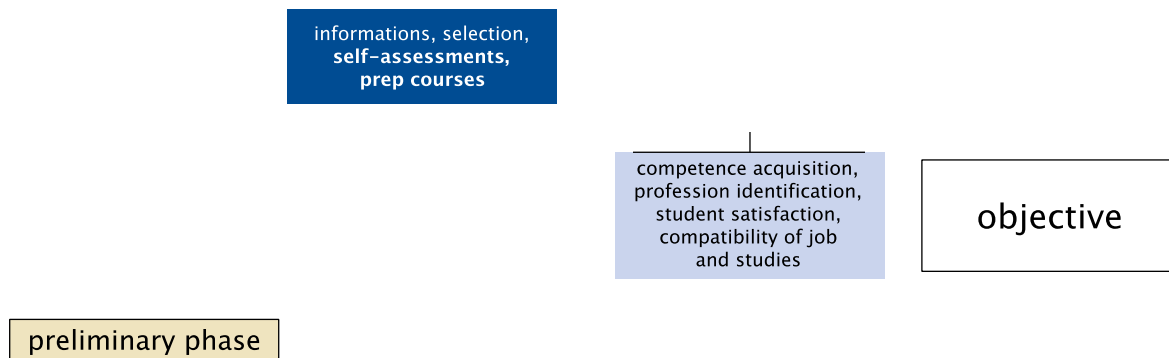 informations, selection,
self-assessments,
prep courses
competence acquisition,
profession identification,
student satisfaction,
compatibility of job
and studies
objective
preliminary phase